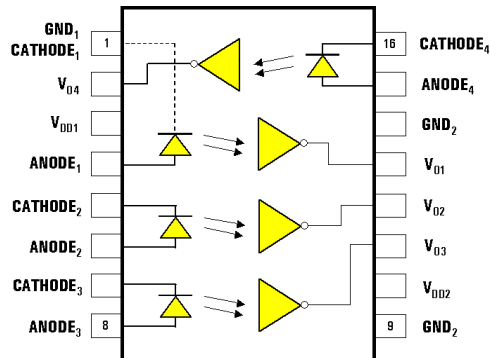 GND1
CATHODE1
1
VO4
VDD1
ANODE1
CATHODE2
ANODE2
CATHODE3
ANODE3
8
16
CATHODE4
ANODE4
GND2
VO1
VO2
VO3
VDD2
9
GND2